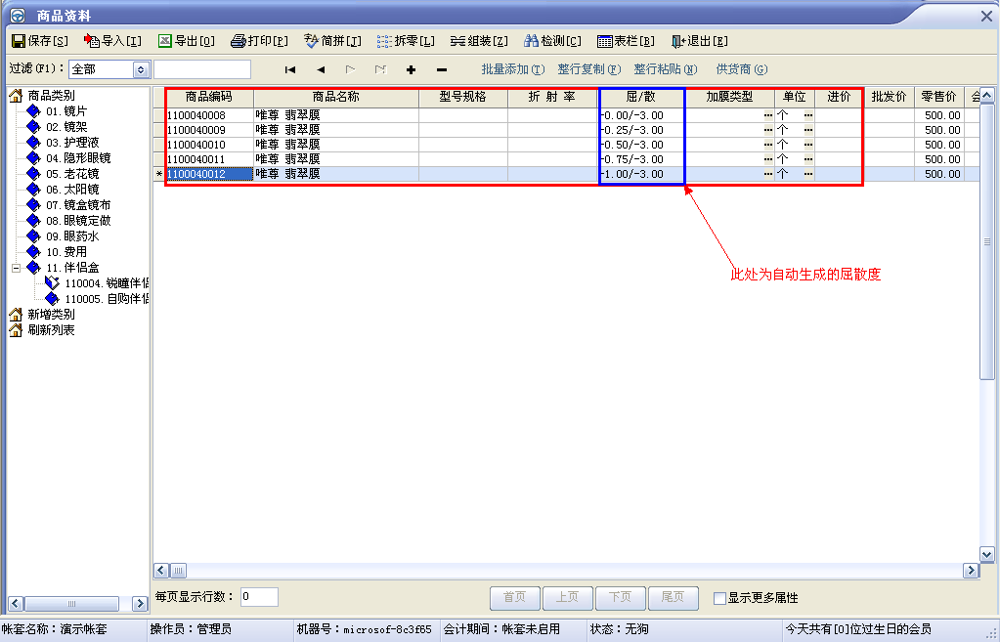 商品资料
保存[S] 导入[I] 导出[O] 打印[P] 简拼[J] 拆零[L] 组装[Z] 检测[C] 表栏[B] 退出[E]
过滤(F1)： 全部 批量添加(T) 整行复制(F) 整行粘贴(N) 供货商(G)
商品类别
01.镜片
02.镜架
03.护理液
04.隐形眼镜
05.老花镜
06.太阳镜
07.镜盒镜布
08.眼镜定做
09.眼药水
10.费用
11.伴侣盒
110004.锐瞳伴侣
110005.自购伴侣
新增类别
刷新列表
商品编码 商品名称 型号规格 折 射 率 屈/散 加膜类型 单位 进价 批发价 零售价 会
1100040008 唯尊 翡翠膜 -0.00/-3.00 ... 个 ... 500.00
1100040009 唯尊 翡翠膜 -0.25/-3.00 ... 个 ... 500.00
1100040010 唯尊 翡翠膜 -0.50/-3.00 ... 个 ... 500.00
1100040011 唯尊 翡翠膜 -0.75/-3.00 ... 个 ... 500.00
* 1100040012 唯尊 翡翠膜 -1.00/-3.00 ... 个 ... 500.00
此处为自动生成的屈散度
每页显示行数： 0 首页 上页 下页 尾页 显示更多属性
帐套名称：演示帐套 操作员：管理员 机器号：microsof-8c3f65 会计期间：帐套未启用 状态：无狗 今天共有[0]位过生日的会员